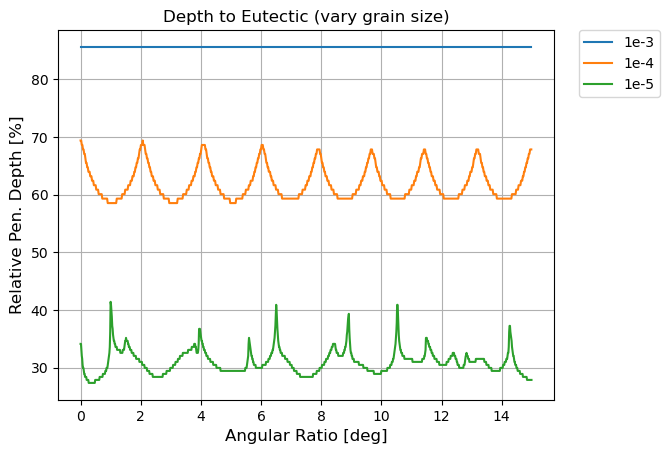 Depth to Eutectic (vary grain size)
1e-3
1e-4
1e-5
Relative Pen. Depth [%]
80
70
60
50
40
30
0 2 4 6 8 10 12 14
Angular Ratio [deg]